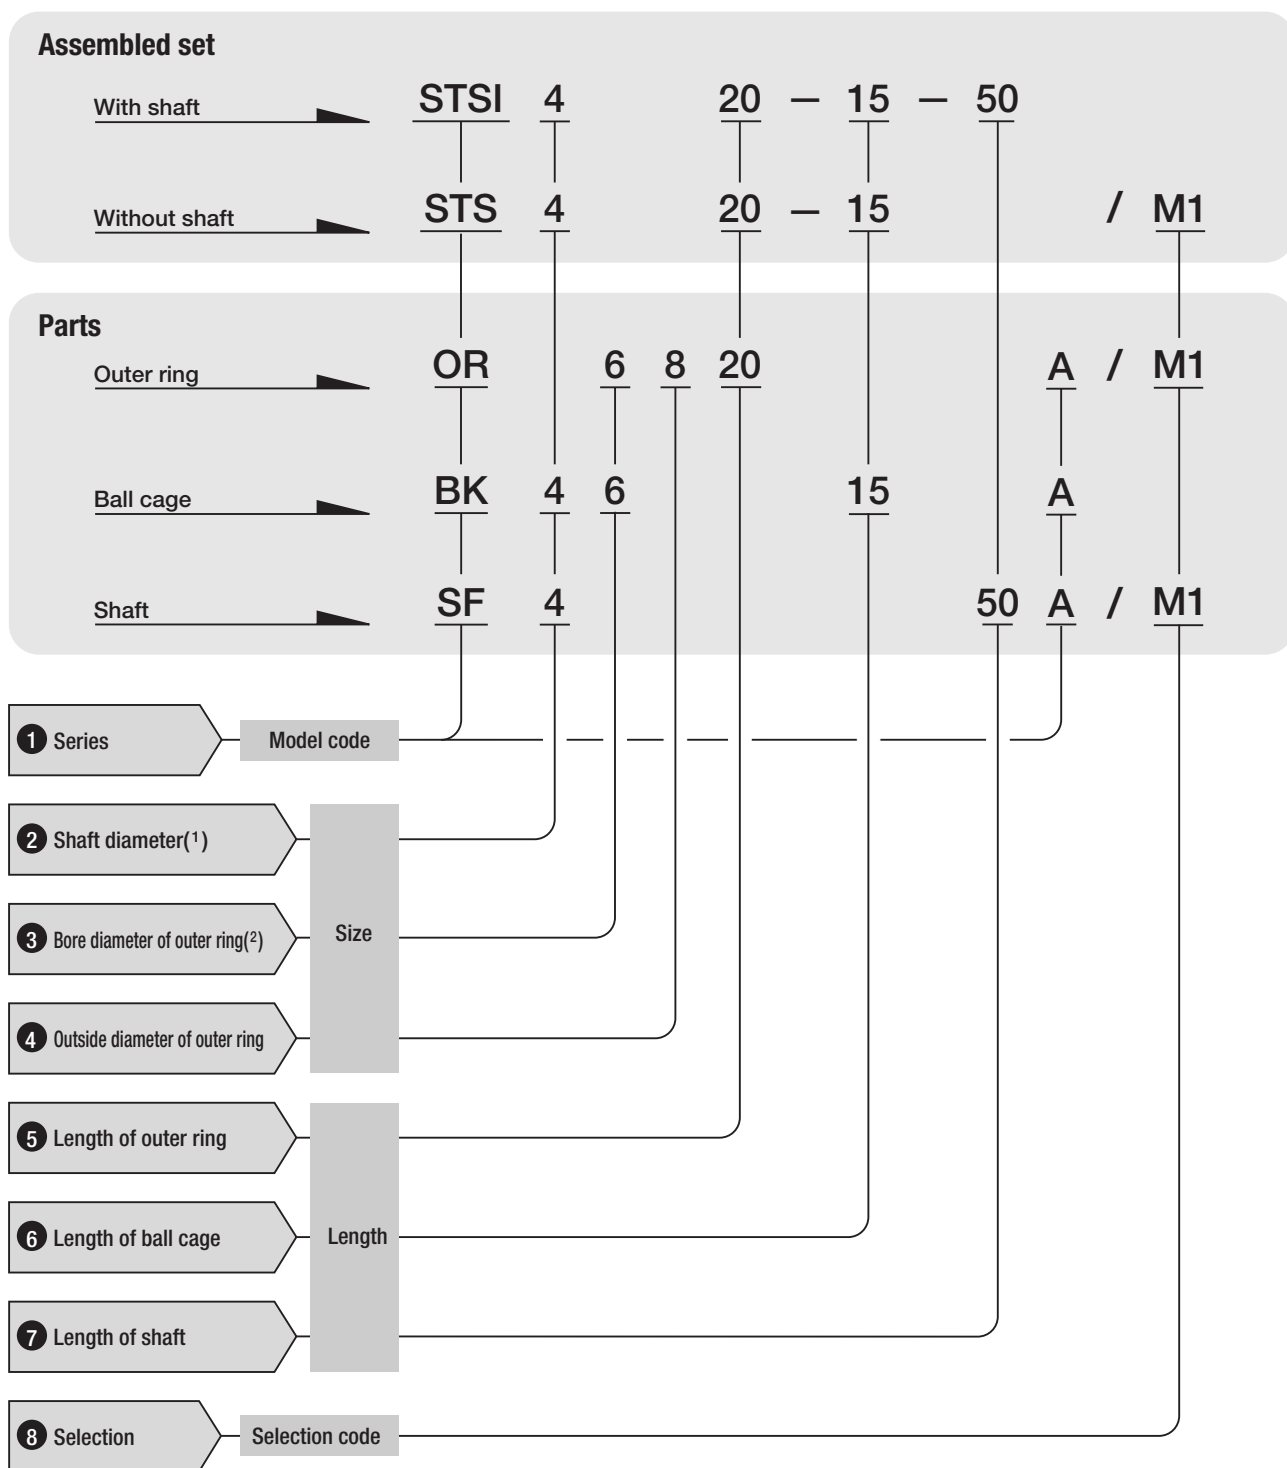 Assembled set
With shaft STSI 4 20 — 15 — 50
Without shaft STS 4 20 — 15 / M1
Parts
Outer ring OR 6 8 20 A / M1
Ball cage BK 4 6 15 A
Shaft SF 4 50 A / M1
1 Series Model code
2 Shaft diameter(1)
3 Bore diameter of outer ring(2) Size
4 Outside diameter of outer ring
5 Length of outer ring
6 Length of ball cage Length
7 Length of shaft
8 Selection Selection code